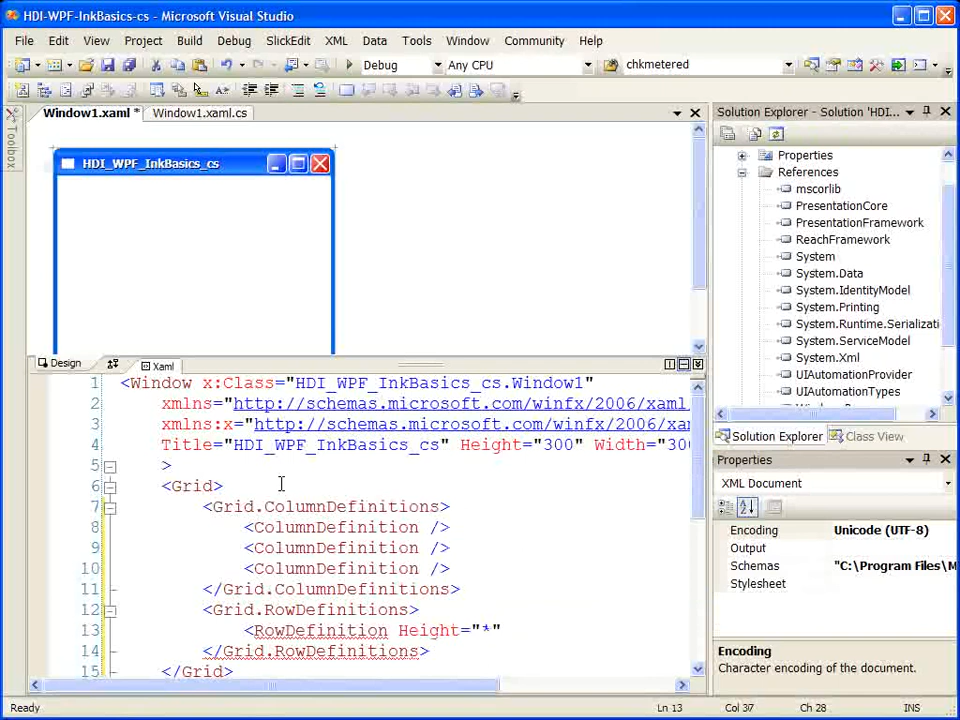 HDI-WPF-InkBasics-cs - Microsoft Visual Studio
File Edit View Project Build Debug SlickEdit XML Data Tools Window Community Help
Debug Any CPU chkmetered
Window1.xaml * Window1.xaml.cs
Toolbox
HDI_WPF_InkBasics_cs
Design Xaml
1 <Window x:Class="HDI_WPF_InkBasics_cs.Window1"
2 xmlns="http://schemas.microsoft.com/winfx/2006/xaml
3 xmlns:x="http://schemas.microsoft.com/winfx/2006/xa
4 Title="HDI_WPF_InkBasics_cs" Height="300" Width="30
5 >
6 <Grid>
7 <Grid.ColumnDefinitions>
8 <ColumnDefinition />
9 <ColumnDefinition />
10 <ColumnDefinition />
11 </Grid.ColumnDefinitions>
12 <Grid.RowDefinitions>
13 <RowDefinition Height="*"
14 </Grid.RowDefinitions>
15 </Grid>
Solution Explorer - Solution 'HDI...
Properties
References
mscorlib
PresentationCore
PresentationFramework
ReachFramework
System
System.Data
System.IdentityModel
System.Printing
System.Runtime.Serializati
System.ServiceModel
System.Xml
UIAutomationProvider
UIAutomationTypes
Solution Explorer Class View
Properties
XML Document
Encoding Unicode (UTF-8)
Output
Schemas "C:\Program Files\M
Stylesheet
Encoding
Character encoding of the document.
Ready Ln 13 Col 37 Ch 28 INS